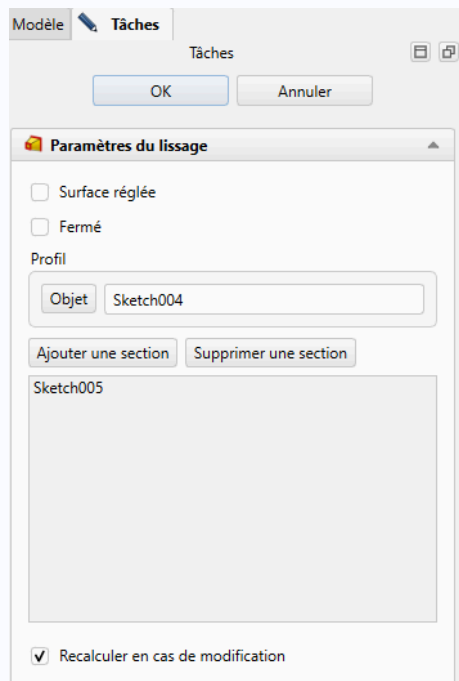 Modèle Tâches
Tâches
OK Annuler
Paramètres du lissage
Surface réglée
Fermé
Profil
Objet Sketch004
Ajouter une section Supprimer une section
Sketch005
Recalculer en cas de modification